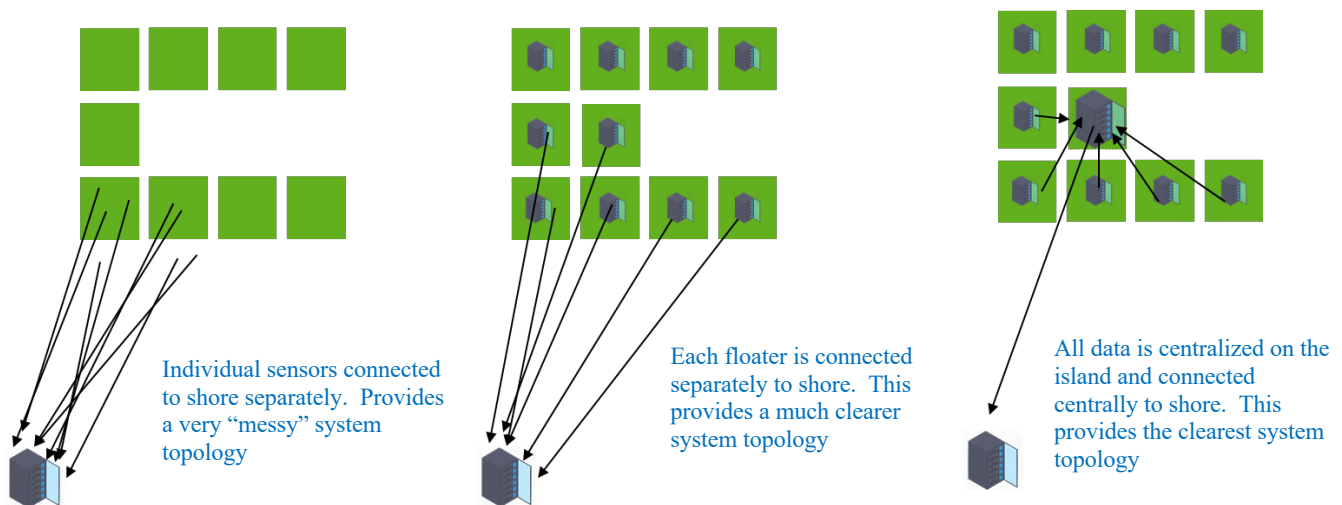 Individual sensors connected
to shore separately.  Provides
a very “messy” system
topology
Each floater is connected
separately to shore.  This
provides a much clearer
system topology
All data is centralized on the
island and connected
centrally to shore.  This
provides the clearest system
topology